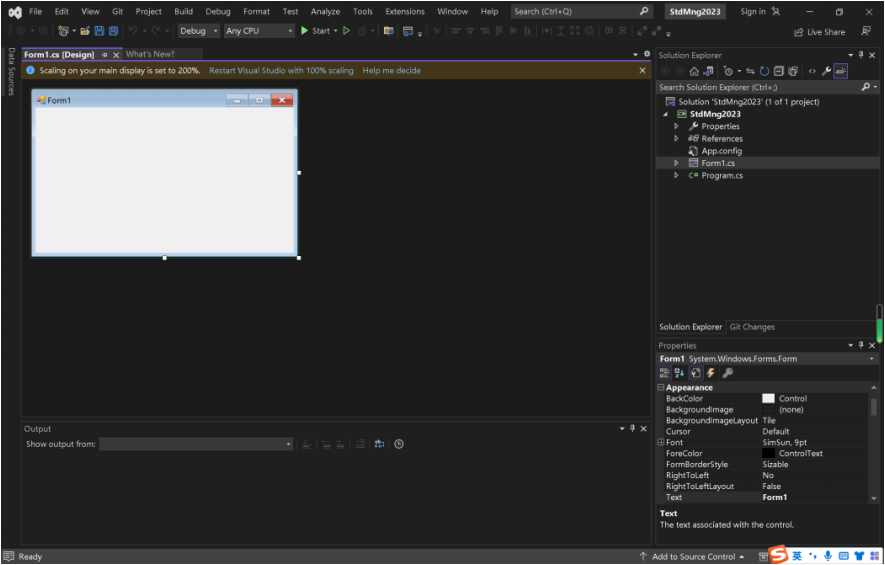 File Edit View Git Project Build Debug Format Test Analyze Tools Extensions Window Help Search (Ctrl+Q) StdMng2023 Sign in
Debug Any CPU Start Live Share
Data Sources
Form1.cs [Design] What's New?
Scaling on your main display is set to 200%. Restart Visual Studio with 100% scaling Help me decide
Form1
Output
Show output from:
Solution Explorer
Search Solution Explorer (Ctrl+;)
Solution 'StdMng2023' (1 of 1 project)
StdMng2023
Properties
References
App.config
Form1.cs
C# Program.cs
Solution Explorer Git Changes
Properties
Form1 System.Windows.Forms.Form
Appearance
BackColor Control
BackgroundImage (none)
BackgroundImageLayout Tile
Cursor Default
Font SimSun, 9pt
ForeColor ControlText
FormBorderStyle Sizable
RightToLeft No
RightToLeftLayout False
Text Form1
Text
The text associated with the control.
Ready Add to Source Control 英